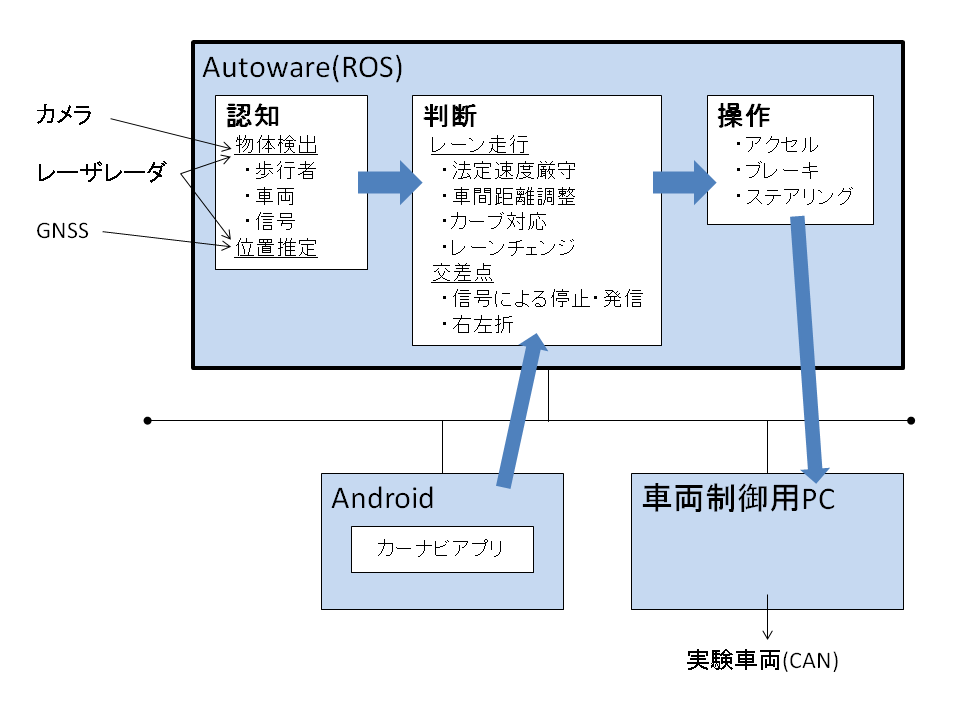 Autoware(ROS)
カメラ
レーザレーダ
GNSS
認知
物体検出
・歩行者
・車両
・信号
位置推定
判断
レーン走行
・法定速度厳守
・車間距離調整
・カーブ対応
・レーンチェンジ
交差点
・信号による停止・発信
・右左折
操作
・アクセル
・ブレーキ
・ステアリング
Android
カーナビアプリ
車両制御用PC
実験車両(CAN)